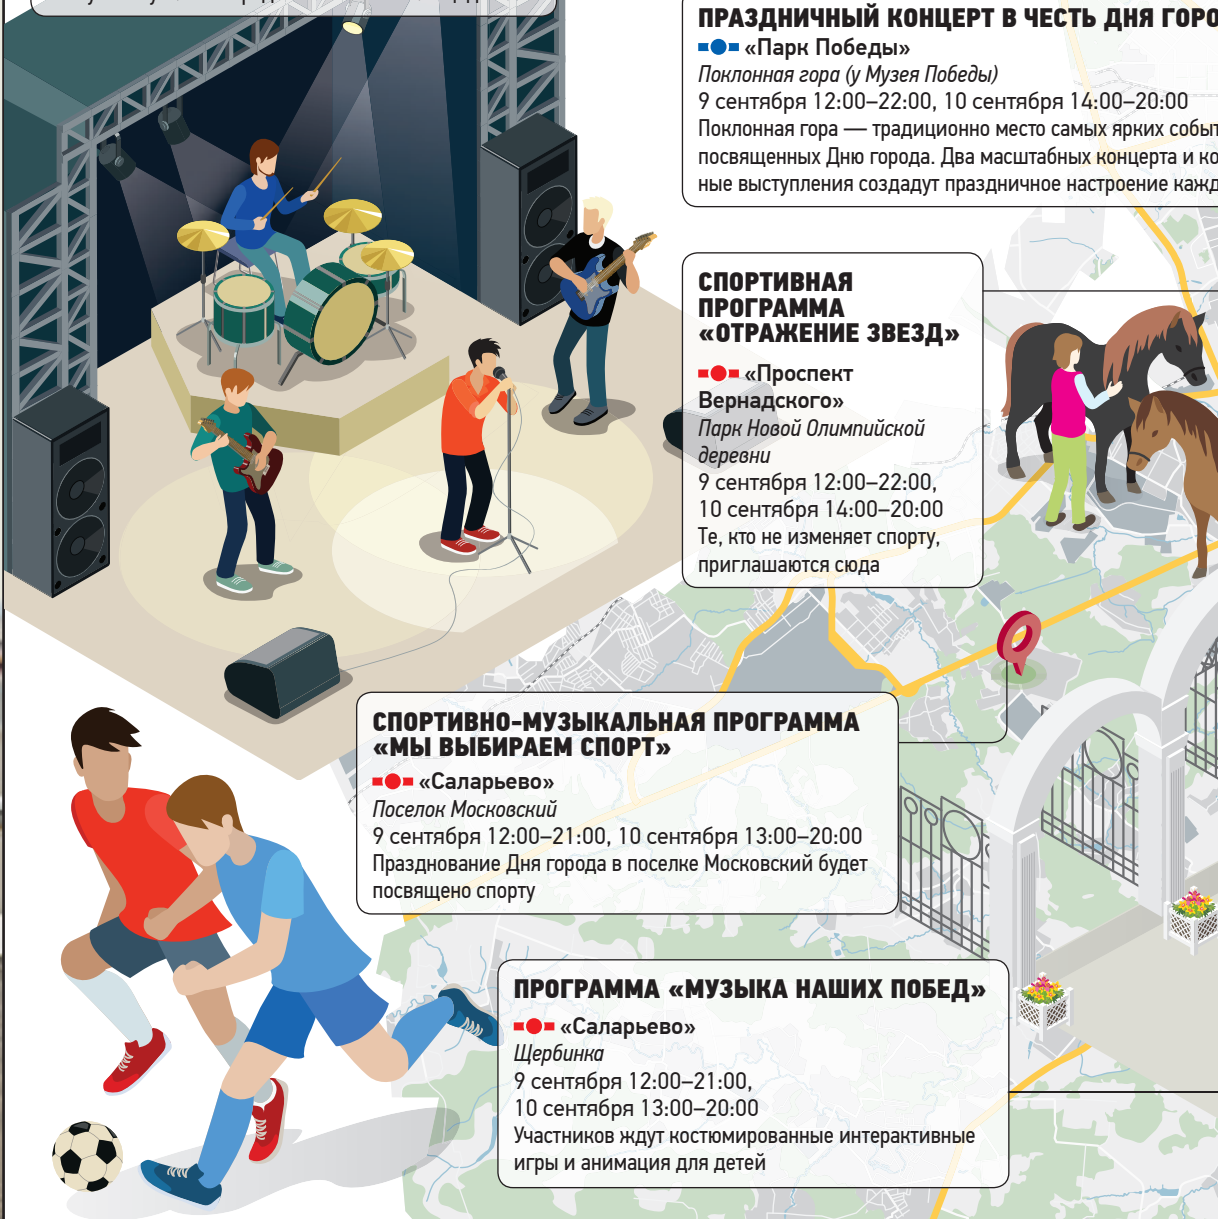 ПРАЗДНИЧНЫЙ КОНЦЕРТ В ЧЕСТЬ ДНЯ
«Парк Победы»
Поклонная гора (у Музея Победы)
9 сентября 12:00–22:00, 10 сентября 14:00–20:00
Поклонная гора — традиционно место самых ярких
посвященных Дню города. Два масштабных концерта и
ные выступления создадут праздничное настроение
СПОРТИВНАЯ
ПРОГРАММА
«ОТРАЖЕНИЕ ЗВЕЗД»
«Проспект
Вернадского»
Парк Новой Олимпийской
деревни
9 сентября 12:00–22:00,
10 сентября 14:00–20:00
Те, кто не изменяет спорту,
приглашаются сюда
СПОРТИВНО-МУЗЫКАЛЬНАЯ ПРОГРАММА
«МЫ ВЫБИРАЕМ СПОРТ»
«Саларьево»
Поселок Московский
9 сентября 12:00–21:00, 10 сентября 13:00–20:00
Празднование Дня города в поселке Московский будет
посвящено спорту
ПРОГРАММА «МУЗЫКА НАШИХ ПОБЕД»
«Саларьево»
Щербинка
9 сентября 12:00–21:00,
10 сентября 13:00–20:00
Участников ждут костюмированные интерактивные
игры и анимация для детей